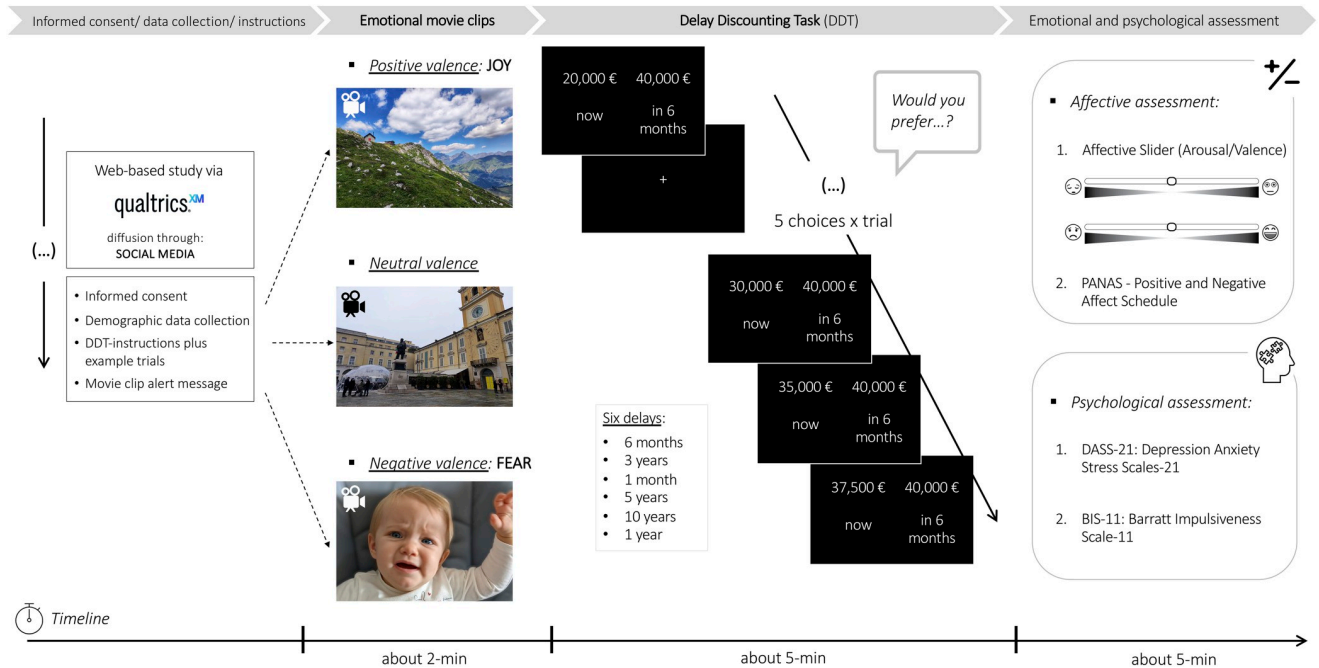 Informed consent/ data collection/ instructions
Emotional movie clips
Delay Discounting Task (DDT)
Emotional and psychological assessment
(...)
Web-based study via
qualtrics.XM
diffusion through:
SOCIAL MEDIA
• Informed consent
• Demographic data collection
• DDT-instructions plus
example trials
• Movie clip alert message
▪ Positive valence: JOY
▪ Neutral valence
▪ Negative valence: FEAR
20,000 € 40,000 €
now in 6
months
+
Would you
prefer...?
(...)
5 choices x trial
30,000 € 40,000 €
now in 6
months
35,000 € 40,000 €
now in 6
months
37,500 € 40,000 €
now in 6
months
Six delays:
• 6 months
• 3 years
• 1 month
• 5 years
• 10 years
• 1 year
+/-
▪ Affective assessment:
1. Affective Slider (Arousal/Valence)
2. PANAS - Positive and Negative
Affect Schedule
▪ Psychological assessment:
1. DASS-21: Depression Anxiety
Stress Scales-21
2. BIS-11: Barratt Impulsiveness
Scale-11
Timeline
about 2-min
about 5-min
about 5-min